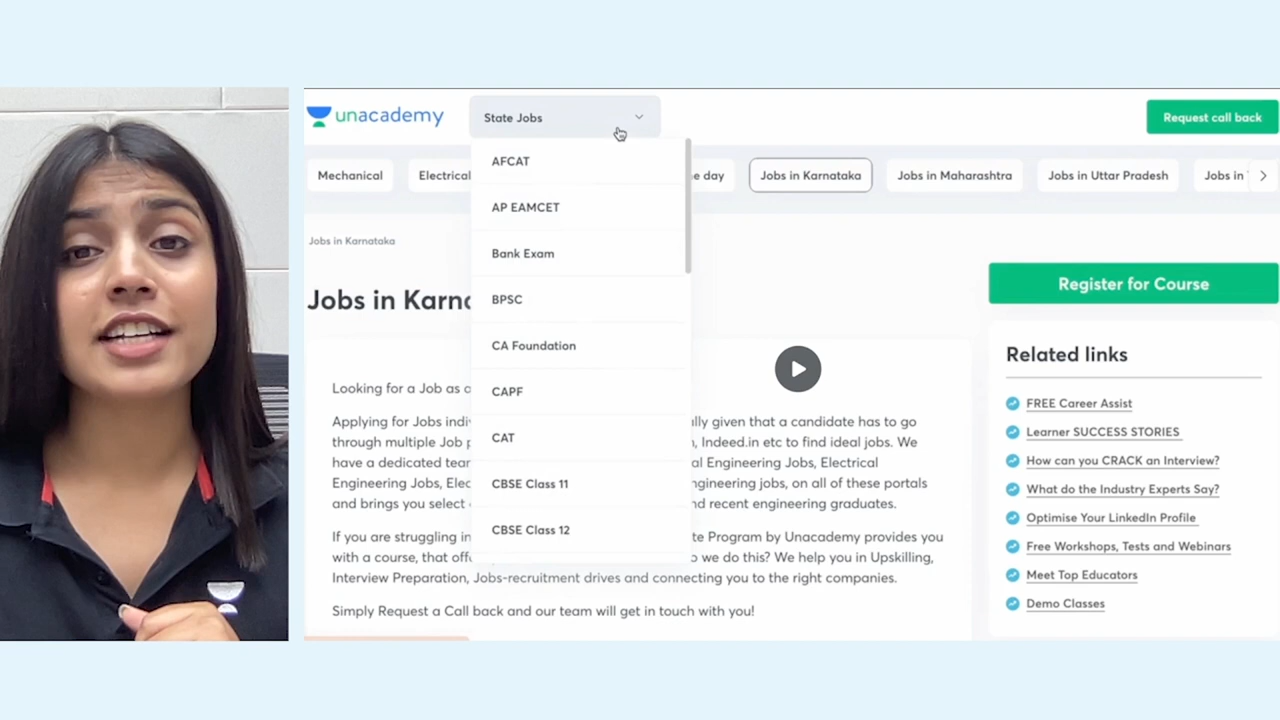 unacademy
State Jobs
Request call back
Mechanical
Electrical
e day
Jobs in Karnataka
Jobs in Maharashtra
Jobs in Uttar Pradesh
Jobs in
AFCAT
AP EAMCET
Bank Exam
BPSC
CA Foundation
CAPF
CAT
CBSE Class 11
CBSE Class 12
Jobs in Karnataka
Jobs in Karna
Looking for a Job as a
Applying for Jobs indiv lly given that a candidate has to go
through multiple Job p , Indeed.in etc to find ideal jobs. We
have a dedicated tear al Engineering Jobs, Electrical
Engineering Jobs, Elec ngineering jobs, on all of these portals
and brings you select nd recent engineering graduates.
If you are struggling in te Program by Unacademy provides you
with a course, that offe o we do this? We help you in Upskilling,
Interview Preparation, Jobs-recruitment drives and connecting you to the right companies.
Simply Request a Call back and our team will get in touch with you!
Register for Course
Related links
FREE Career Assist
Learner SUCCESS STORIES
How can you CRACK an Interview?
What do the Industry Experts Say?
Optimise Your LinkedIn Profile
Free Workshops, Tests and Webinars
Meet Top Educators
Demo Classes